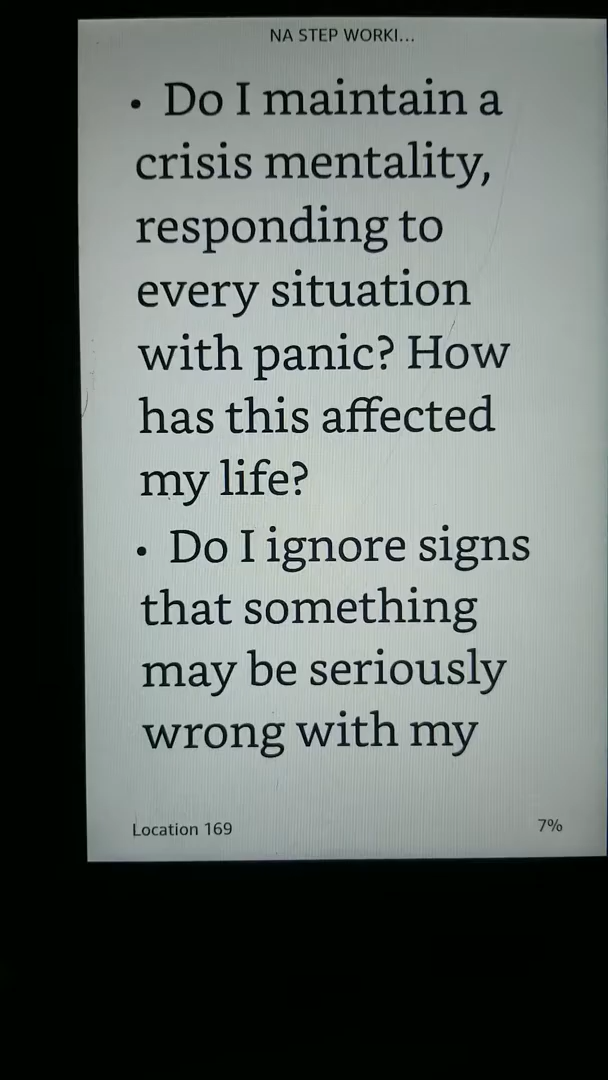 NA STEP WORKI...
• Do I maintain a
crisis mentality,
responding to
every situation
with panic? How
has this affected
my life?
• Do I ignore signs
that something
may be seriously
wrong with my
Location 169
7%